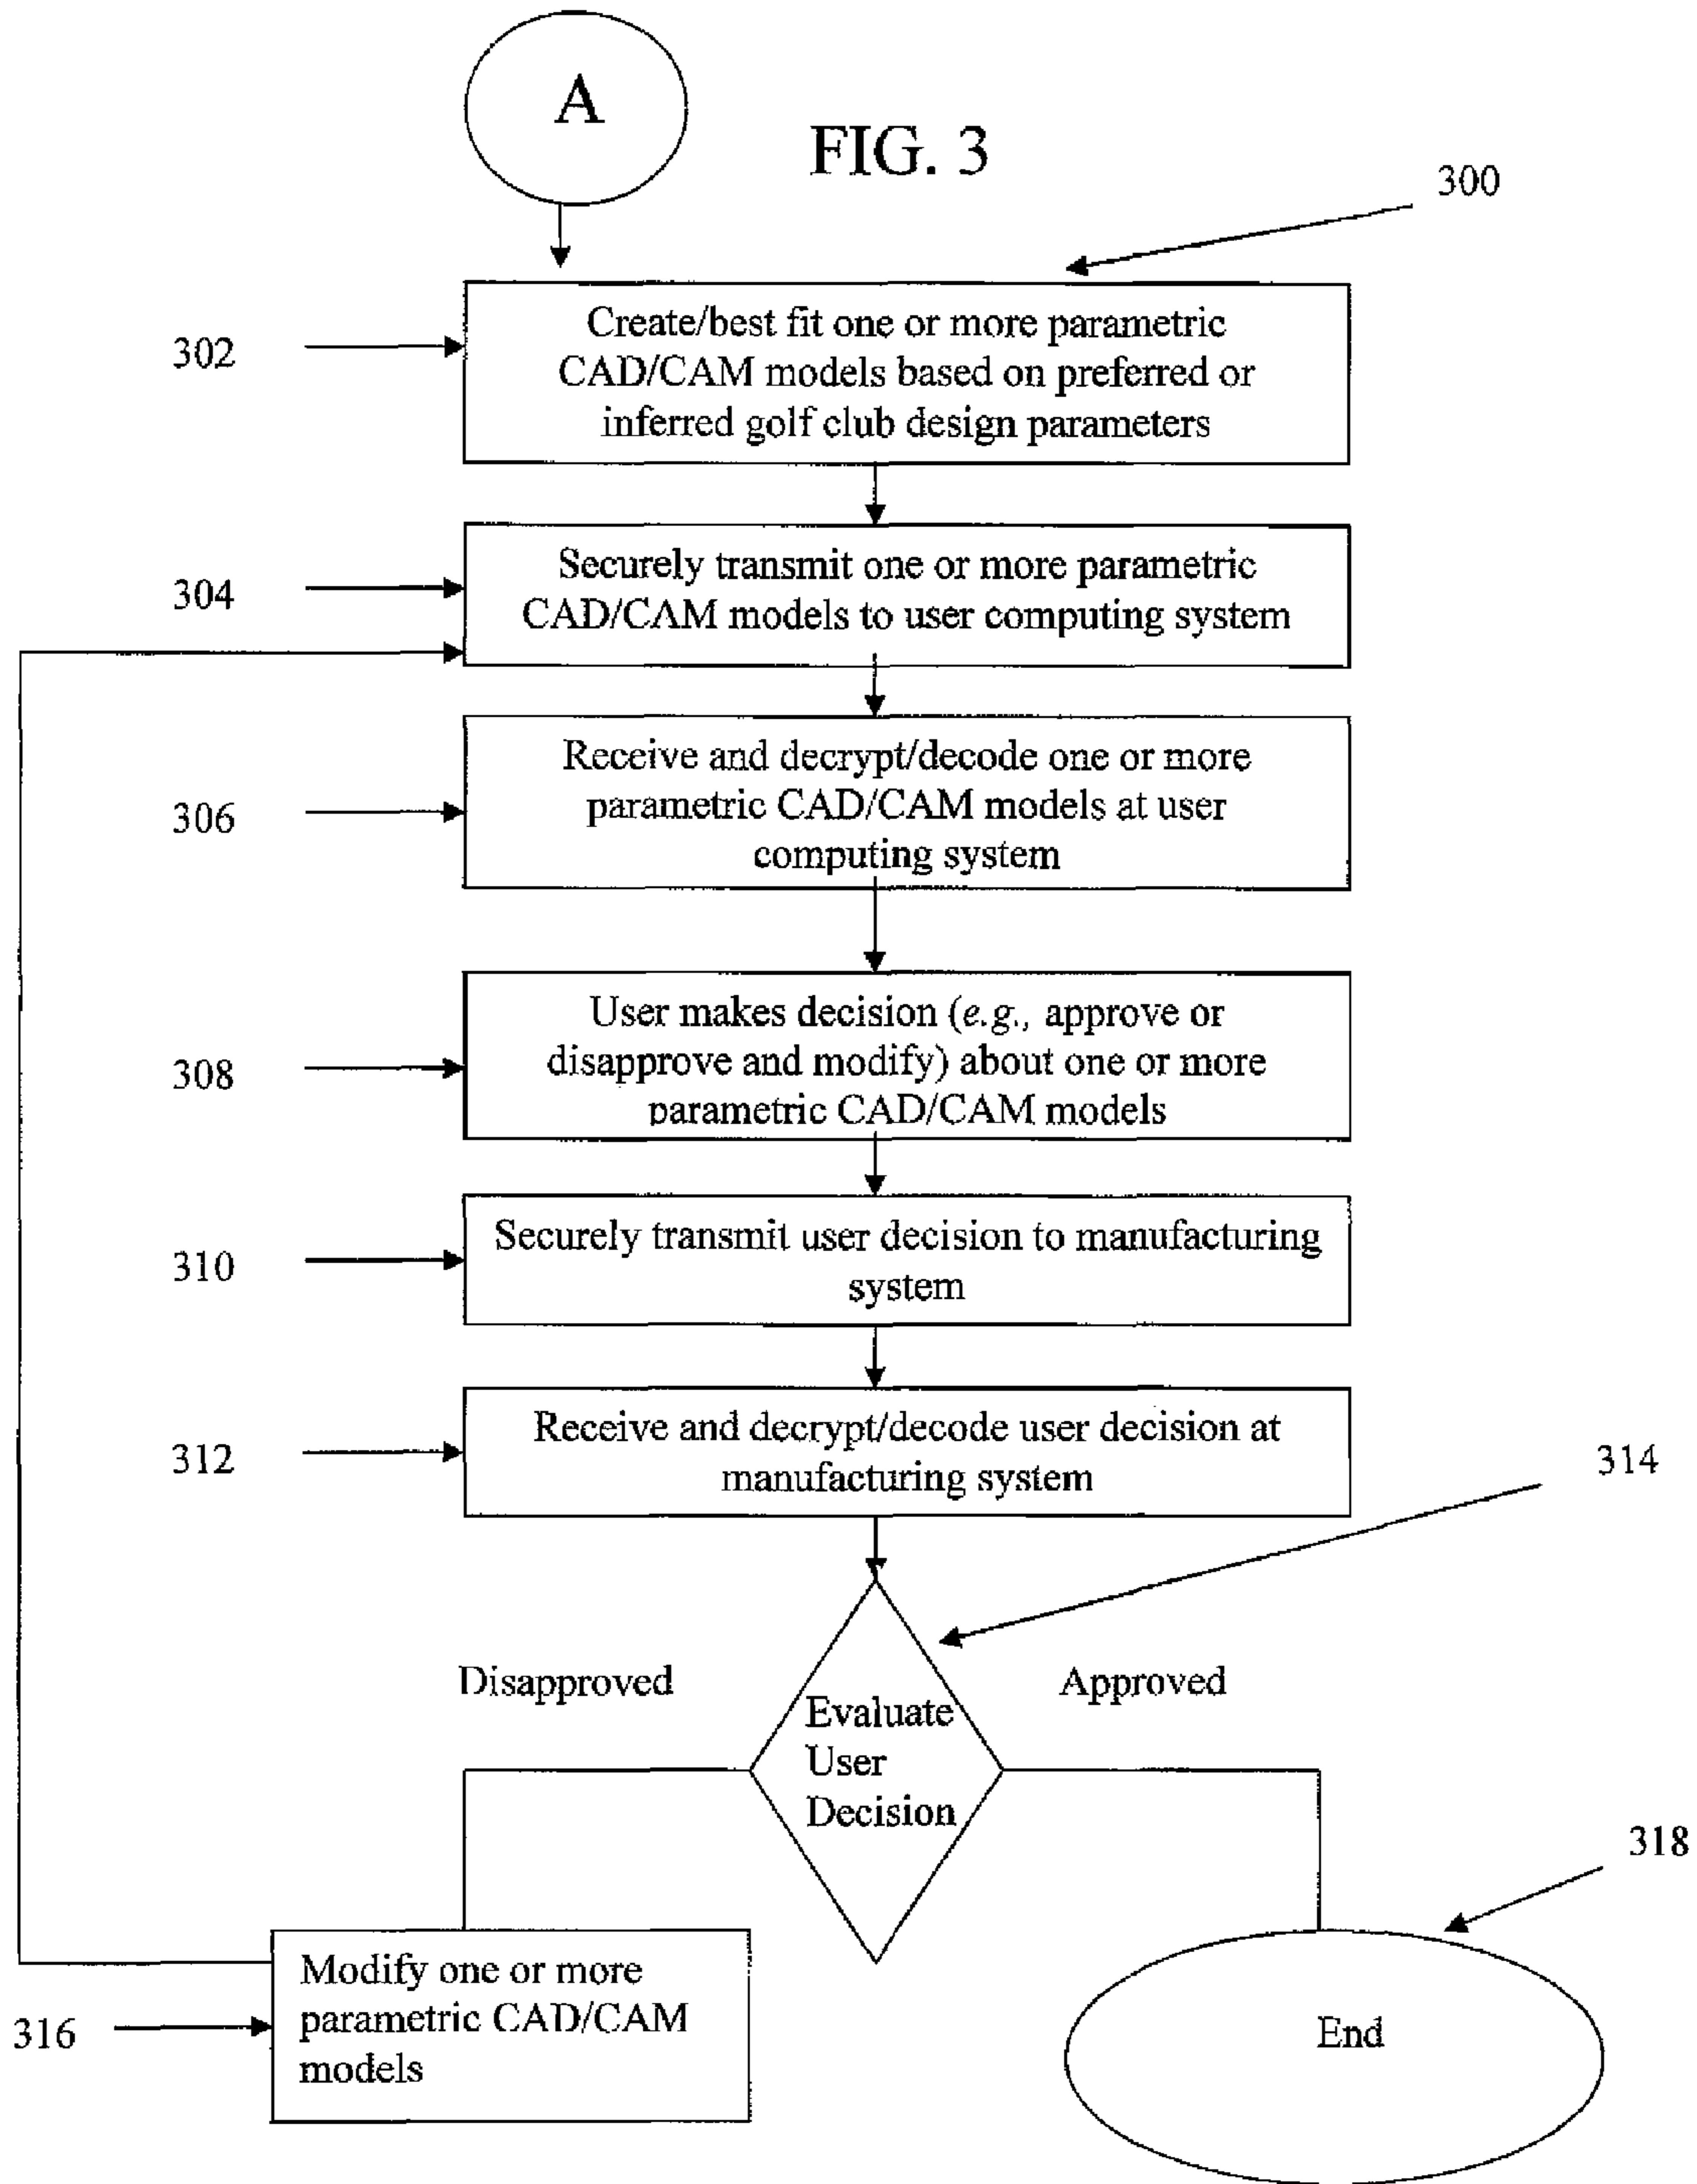 A
FIG. 3
300
302
Create/best fit one or more parametric
CAD/CAM models based on preferred or
inferred golf club design parameters
304
Securely transmit one or more parametric
CAD/CAM models to user computing system
306
Receive and decrypt/decode one or more
parametric CAD/CAM models at user
computing system
308
User makes decision (e.g., approve or
disapprove and modify) about one or more
parametric CAD/CAM models
310
Securely transmit user decision to manufacturing
system
312
Receive and decrypt/decode user decision at
manufacturing system
314
Disapproved
Approved
Evaluate
User
Decision
318
316
Modify one or more
parametric CAD/CAM
models
End